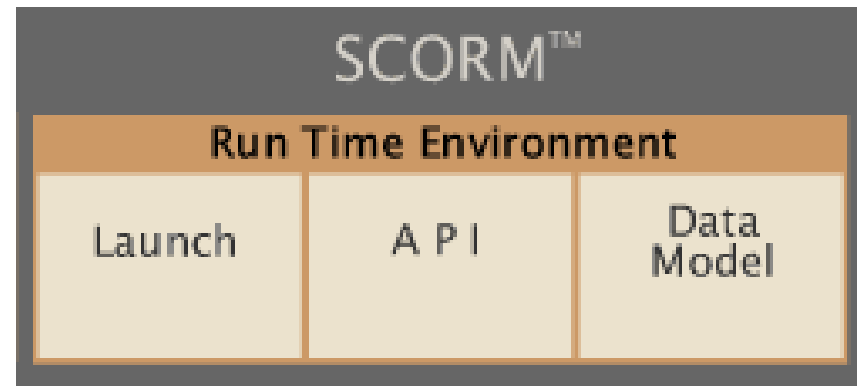 SCORM™
Run Time Environment
Launch
A P I
Data
Model